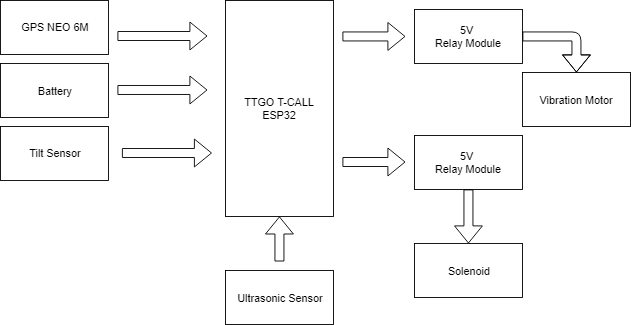 GPS NEO 6M
Battery
Tilt Sensor
TTGO T-CALL
ESP32
Ultrasonic Sensor
5V
Relay Module
Vibration Motor
5V
Relay Module
Solenoid